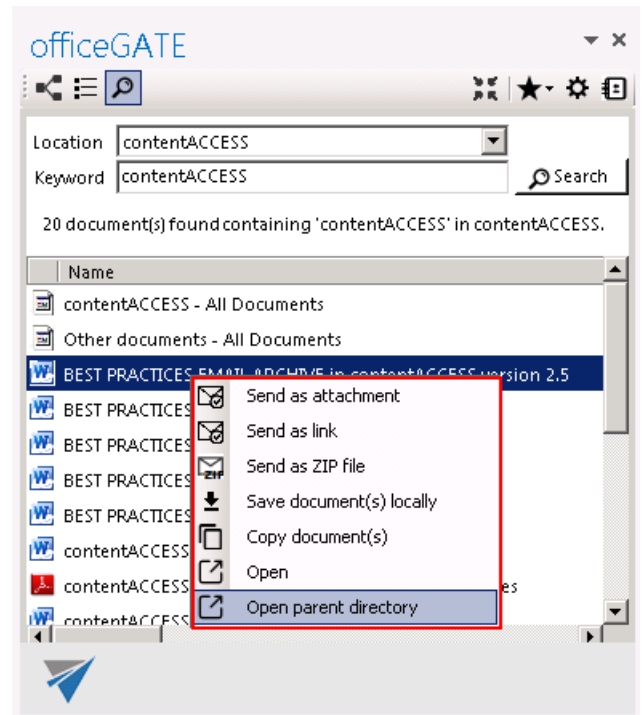 officeGATE
Location contentACCESS
Keyword contentACCESS Search
20 document(s) found containing 'contentACCESS' in contentACCESS.
Name
contentACCESS - All Documents
Other documents - All Documents
BEST PRACTICES EMAIL ARCHIVE in contentACCESS version 2.5
BEST PRACTICES
Send as attachment
BEST PRACTICES
Send as link
BEST PRACTICES
ZIP Send as ZIP file
BEST PRACTICES
Save document(s) locally
contentACCESS
Copy document(s)
Open
contentACCESS es
Open parent directory
contentACCESS